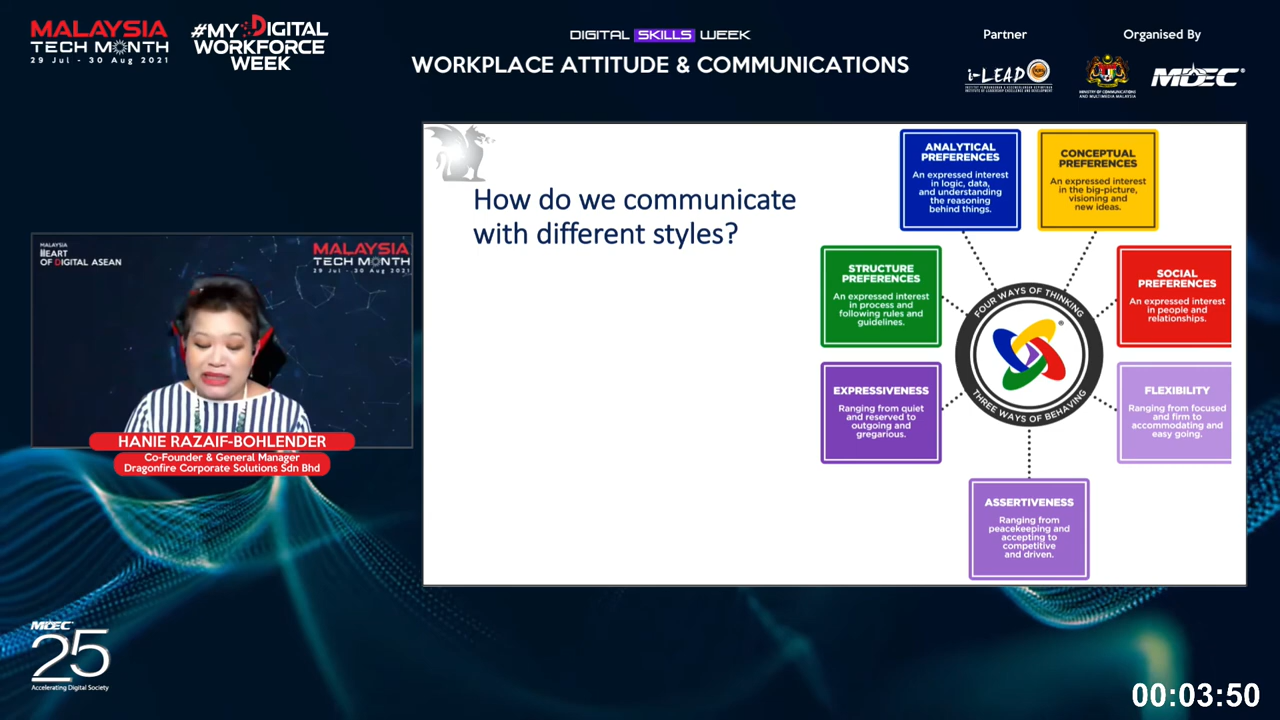 MALAYSIA
TECH MONTH
29 Jul - 30 Aug 2021
#MYDIGITAL
WORKFORCE
WEEK
DIGITAL SKILLS WEEK
WORKPLACE ATTITUDE & COMMUNICATIONS
Partner
Organised By
i-LEAD
MINISTRY OF COMMUNICATIONS
AND MULTIMEDIA MALAYSIA
MDEC
How do we communicate
with different styles?
ANALYTICAL
PREFERENCES
An expressed interest
in logic, data,
and understanding
the reasoning
behind things.
CONCEPTUAL
PREFERENCES
An expressed interest
in the big-picture,
visioning and
new ideas.
STRUCTURE
PREFERENCES
An expressed interest
in process and
following rules and
guidelines.
SOCIAL
PREFERENCES
An expressed interest
in people and
relationships.
FOUR WAYS OF THINKING
®
THREE WAYS OF BEHAVING
EXPRESSIVENESS
Ranging from quiet
and reserved to
outgoing and
gregarious.
FLEXIBILITY
Ranging from focused
and firm to
accommodating and
easy going.
ASSERTIVENESS
Ranging from
peacekeeping and
accepting to
competitive
and driven.
MALAYSIA
HEART
OF DIGITAL ASEAN
MALAYSIA
TECH MONTH
29 Jul - 30 Aug 2021
HANIE RAZAIF-BOHLENDER
Co-Founder & General Manager
Dragonfire Corporate Solutions Sdn Bhd
MDEC
25
Accelerating Digital Society
00:03:50